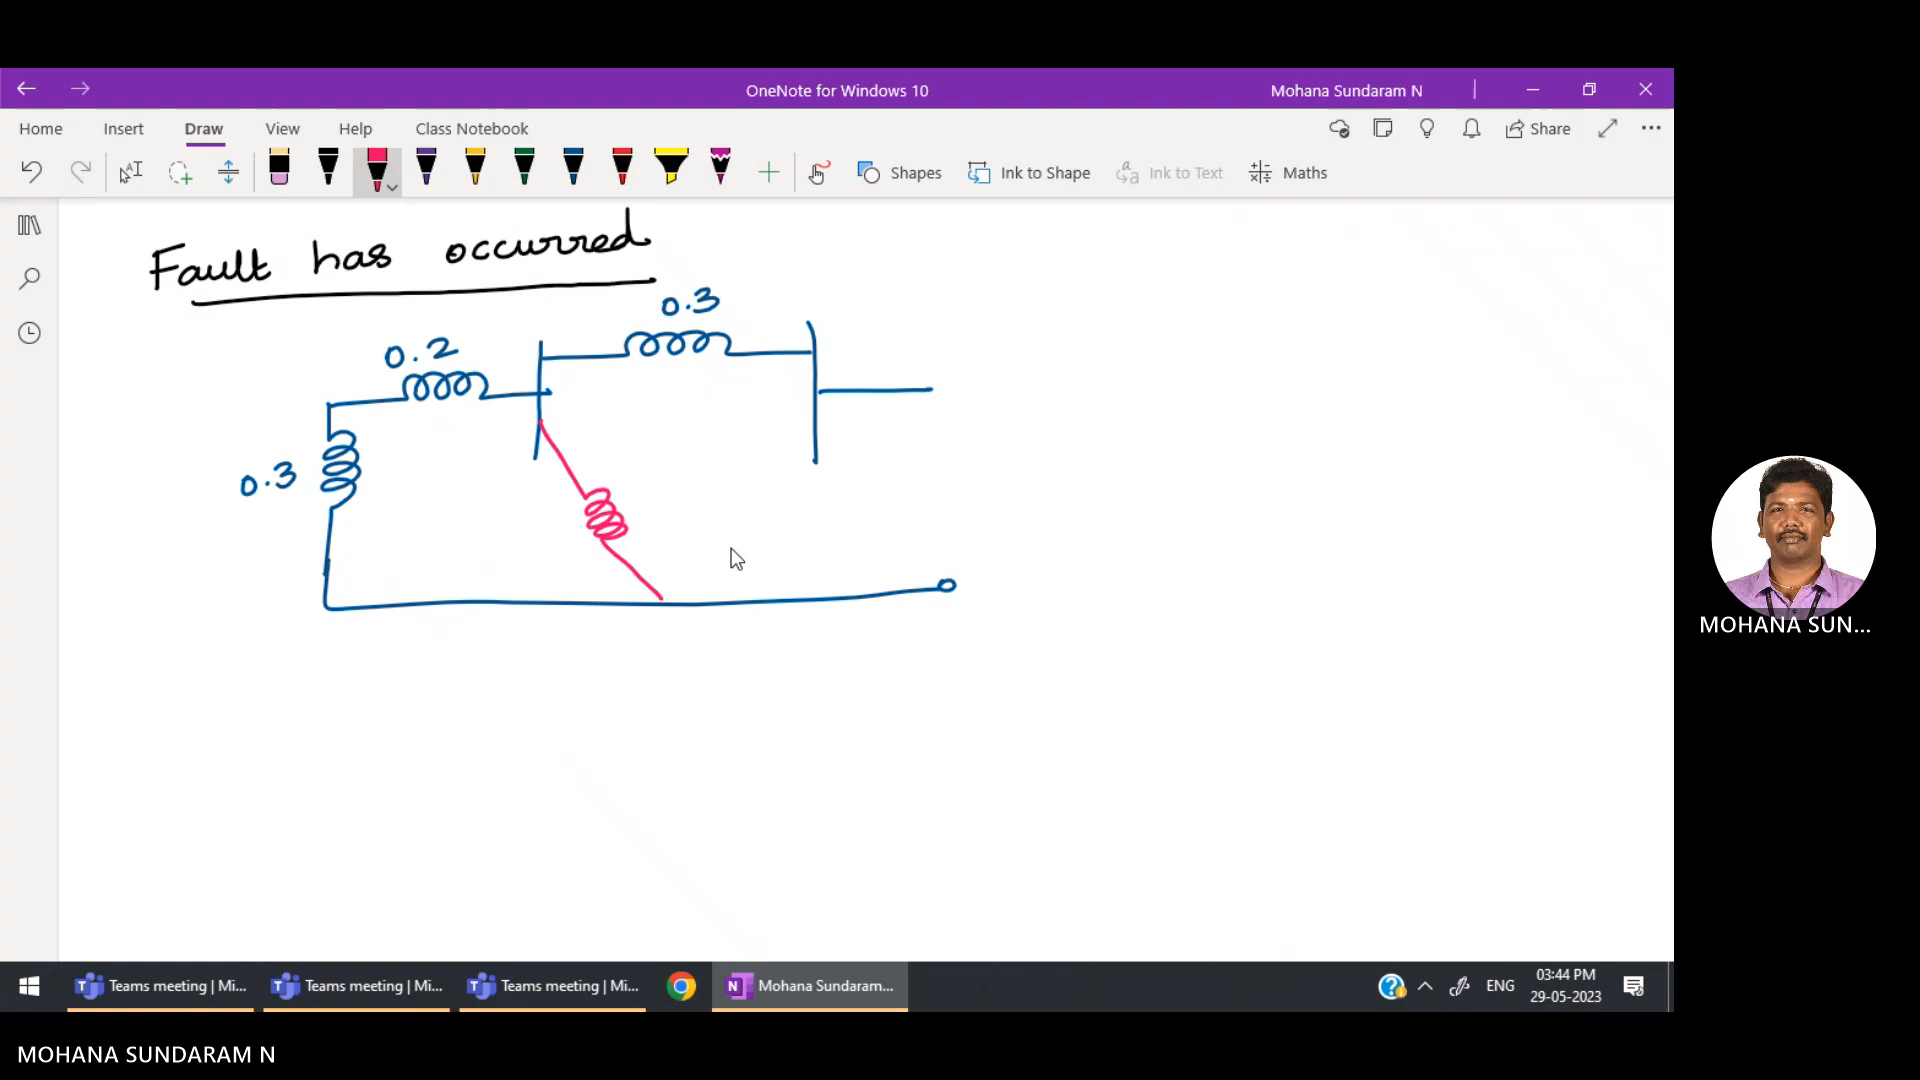 OneNote for Windows 10
Mohana Sundaram N
Home Insert Draw View Help Class Notebook
Share
Shapes Ink to Shape Ink to Text Maths
Fault has occurred
0.3
0.2
0.3
MOHANA SUN...
Teams meeting | Mi... Teams meeting | Mi... Teams meeting | Mi... Mohana Sundaram...
ENG
03:44 PM
29-05-2023
MOHANA SUNDARAM N